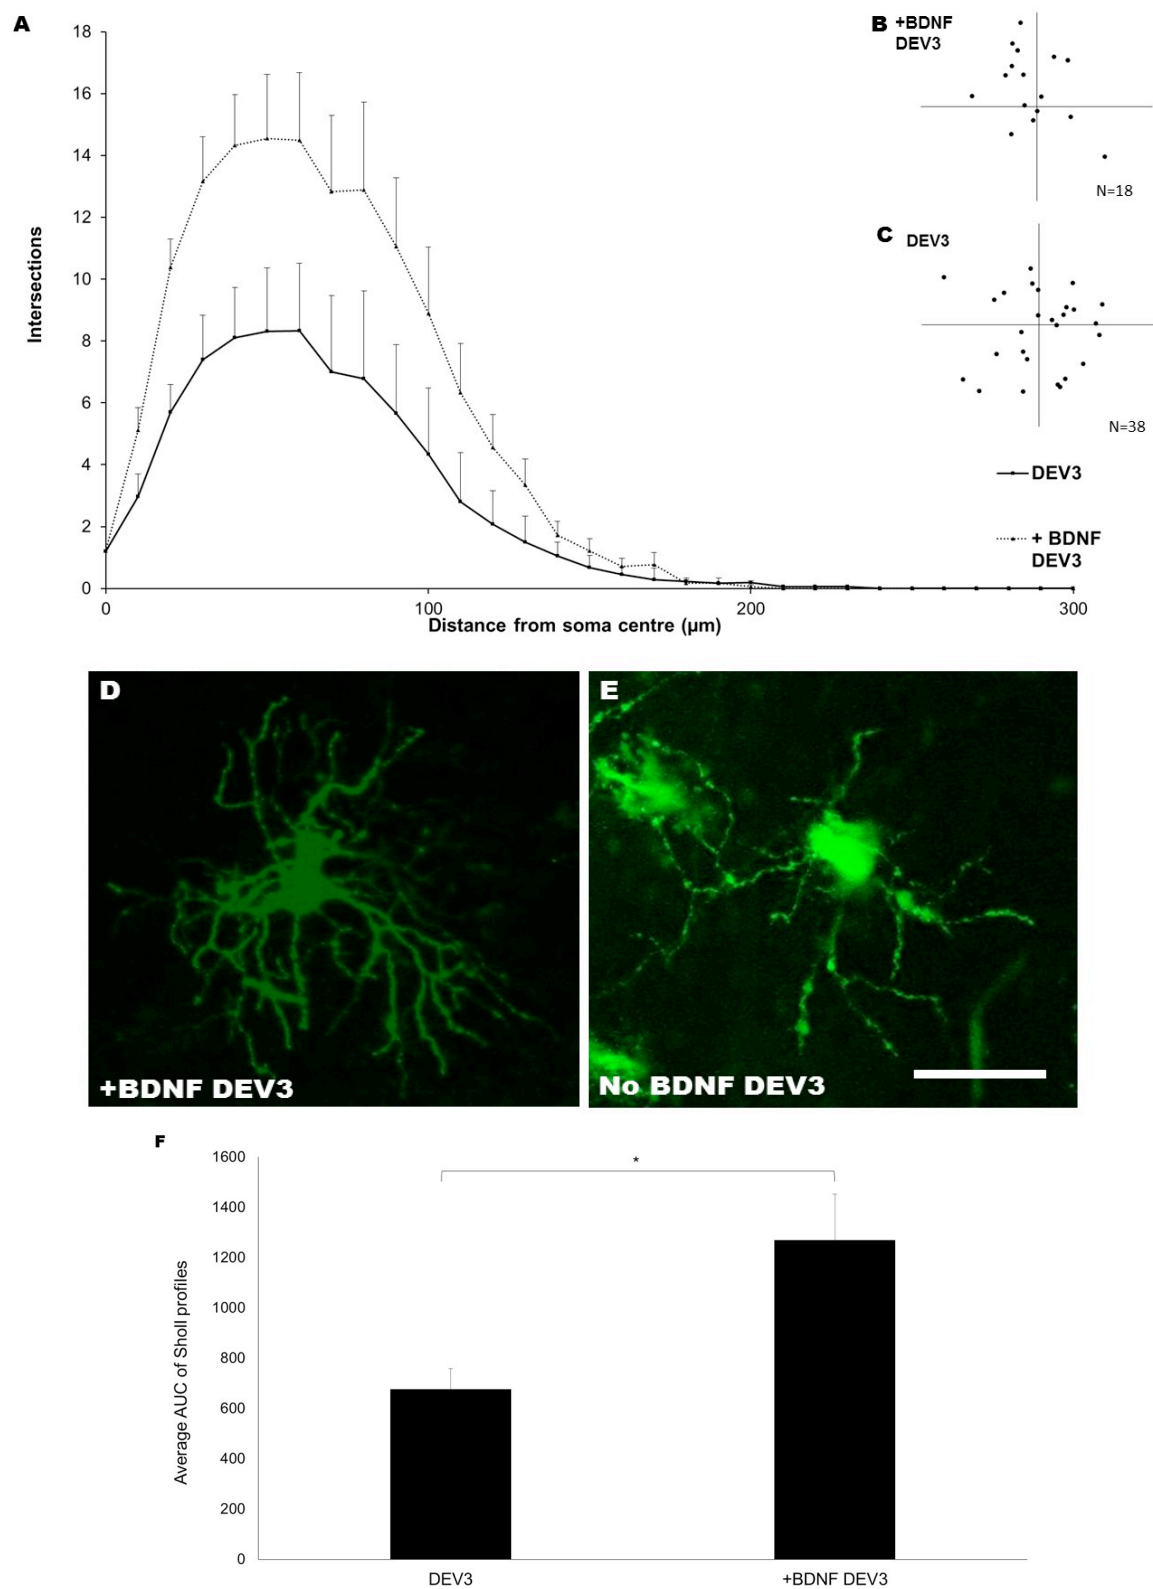 A
18
16
14
12
10
8
6
4
2
0
Intersections
0
100
200
300
Distance from soma centre (µm)
B +BDNF
DEV3
N=18
C DEV3
N=38
DEV3
+ BDNF
DEV3
D
+BDNF DEV3
E
No BDNF DEV3
F
1600
1400
1200
1000
800
600
400
200
0
Average AUC of Sholl profiles
*
DEV3
+BDNF DEV3